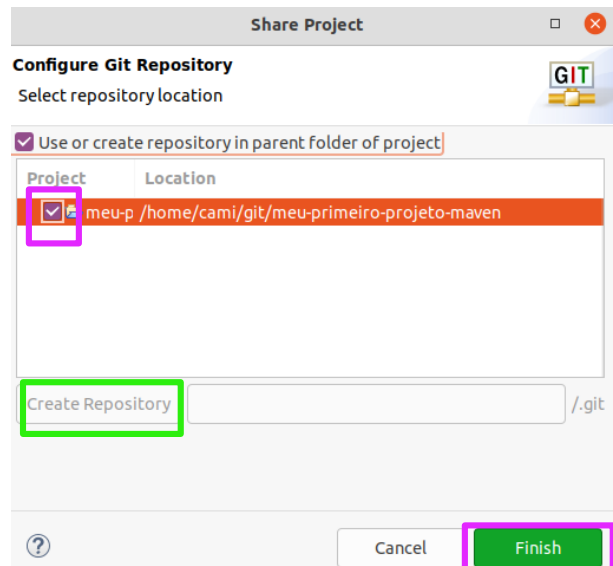 Share Project
Configure Git Repository
GIT
Select repository location
Use or create repository in parent folder of project
Project Location
meu-p /home/cami/git/meu-primeiro-projeto-maven
Create Repository /.git
? Cancel Finish